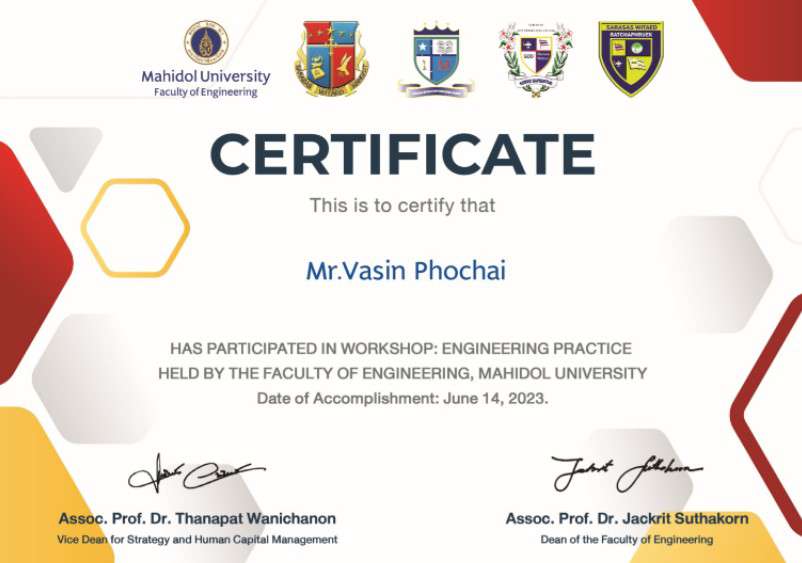 Mahidol University
Faculty of Engineering
SARASAS WITAED
RATCHAPHRUEK
CERTIFICATE
This is to certify that
Mr.Vasin Phochai
HAS PARTICIPATED IN WORKSHOP: ENGINEERING PRACTICE
HELD BY THE FACULTY OF ENGINEERING, MAHIDOL UNIVERSITY
Date of Accomplishment: June 14, 2023.
Assoc. Prof. Dr. Thanapat Wanichanon
Vice Dean for Strategy and Human Capital Management
Jackrit Suthakorn
Assoc. Prof. Dr. Jackrit Suthakorn
Dean of the Faculty of Engineering